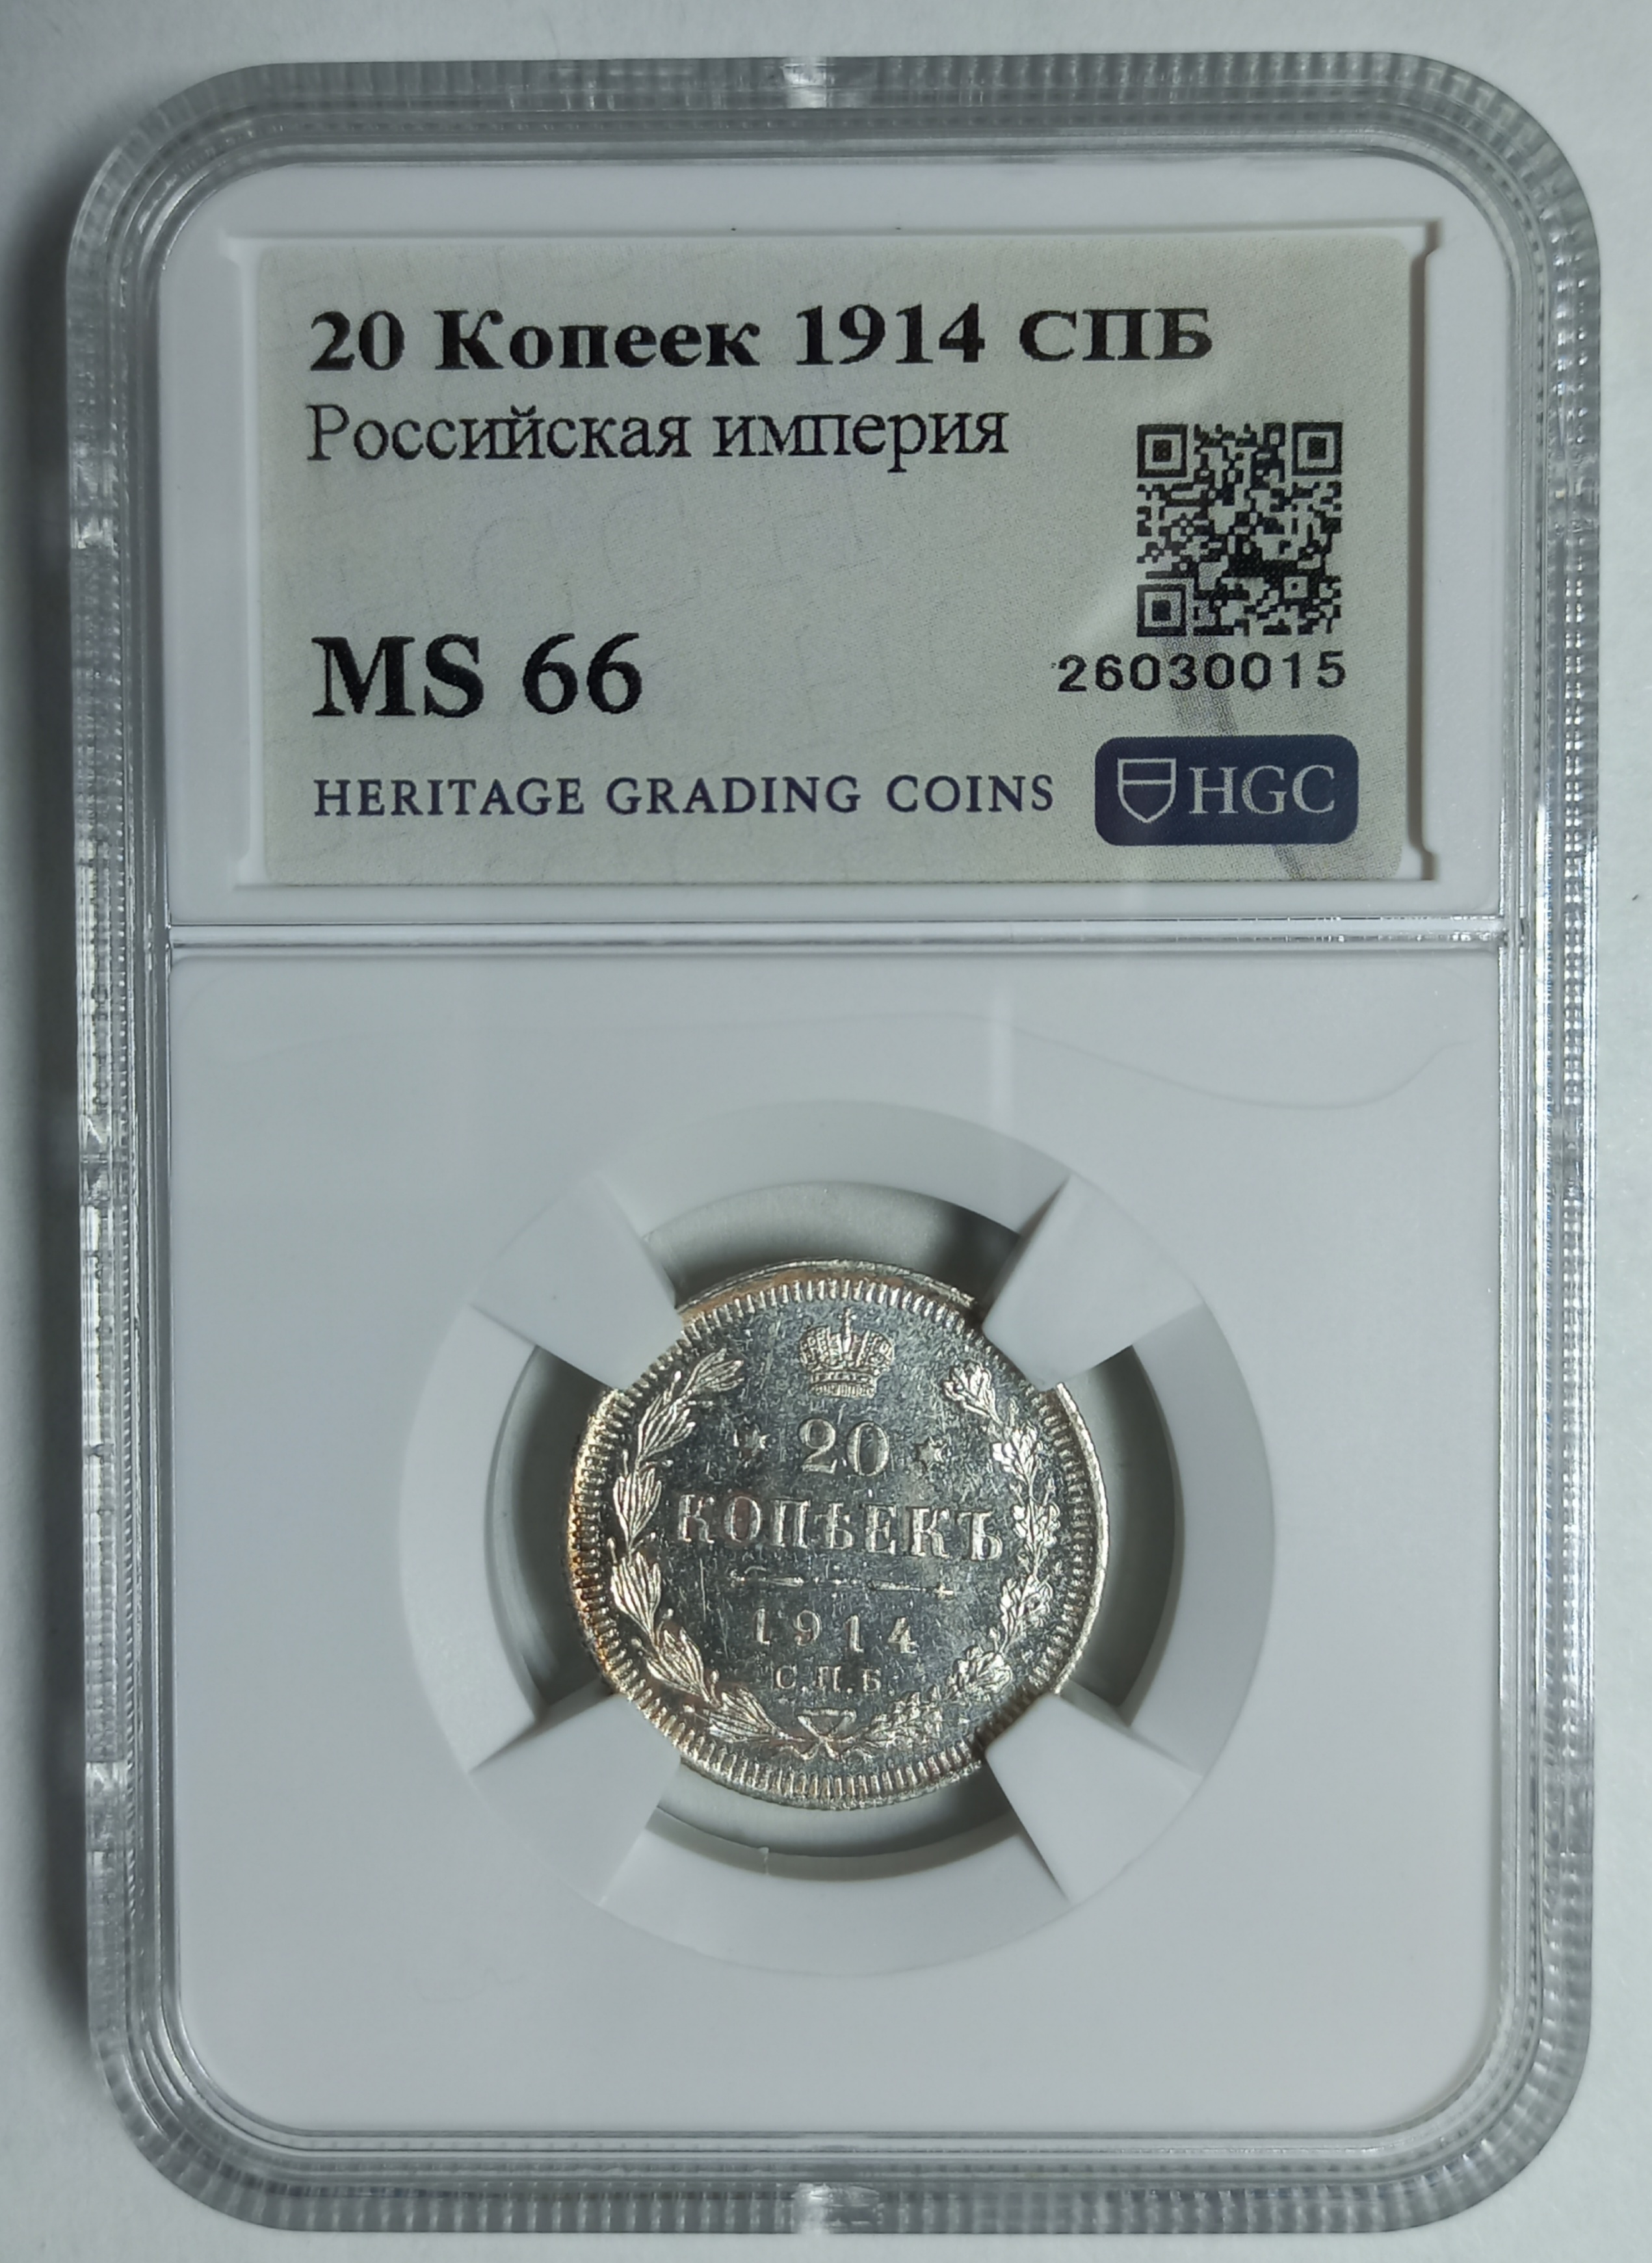 20 Копеек 1914 СПБ
Российская империя
MS 66
26030015
HERITAGE GRADING COINS HGC
20
КОПѢЕКЪ
1914
С.П.Б.